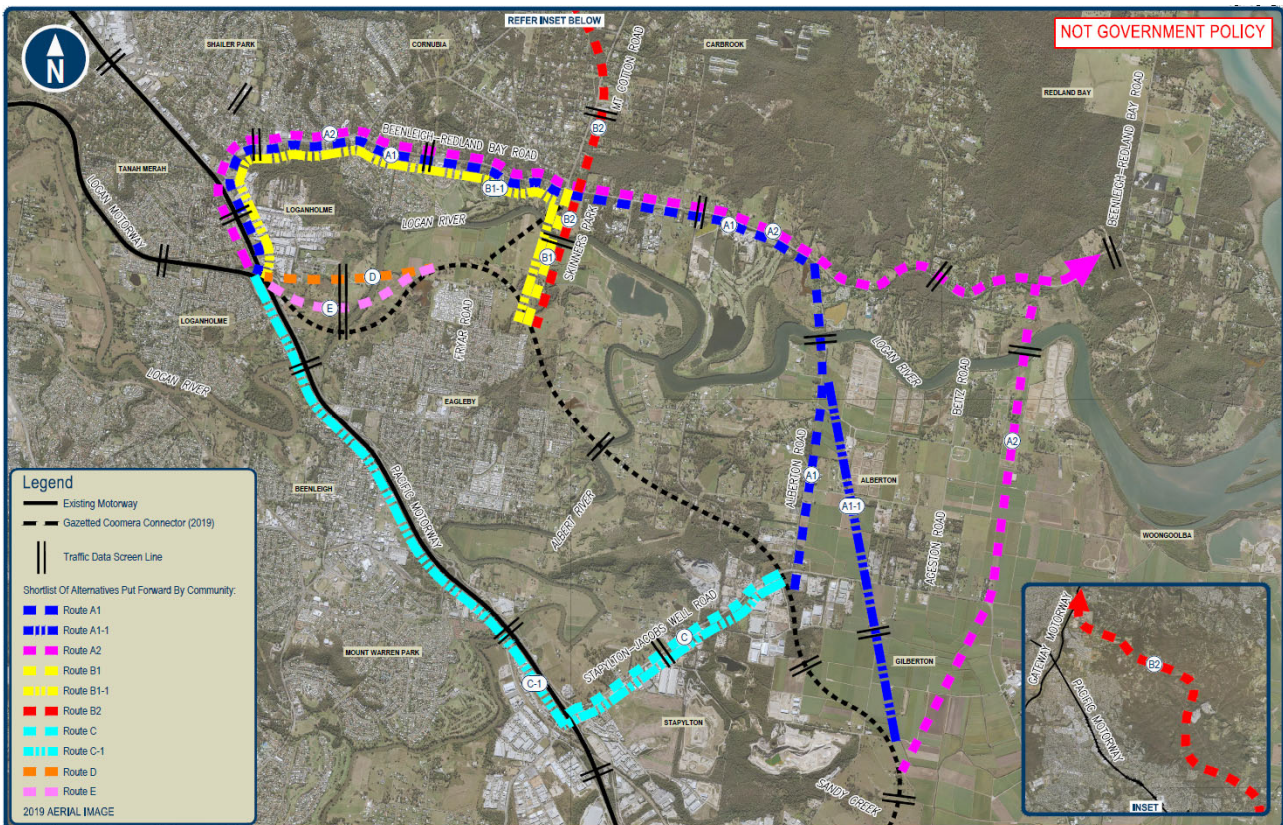 REFER INSET BELOW
NOT GOVERNMENT POLICY
N
SHAILER PARK
CORNUBIA
CARBROOK
REDLAND BAY
MT COTTON ROAD
B2
BEENLEIGH-REDLAND BAY ROAD
A2
BEENLEIGH-REDLAND BAY ROAD
A1
TANAH MERAH
LOGAN MOTORWAY
B1-1
LOGANHOLME
LOGAN RIVER
B2
SKINNERS PARK
A1
A2
B1
D
E
LOGANHOLME
FRYAR ROAD
LOGAN RIVER
LOGAN RIVER
BEITZ ROAD
EAGLEBY
A2
ALBERTON ROAD
A1
ALBERTON
PACIFIC MOTORWAY
BEENLEIGH
ALBERT RIVER
A1-1
AGESTON ROAD
WOONGOOLBA
STAPYLTON-JACOBS WELL ROAD
C
MOUNT WARREN PARK
C-1
GILBERTON
STAPYLTON
SANDY CREEK
Legend
Existing Motorway
Gazetted Coomera Connector (2019)
Traffic Data Screen Line
Shortlist Of Alternatives Put Forward By Community:
Route A1
Route A1-1
Route A2
Route B1
Route B1-1
Route B2
Route C
Route C-1
Route D
Route E
2019 AERIAL IMAGE
GATEWAY MOTORWAY
B2
PACIFIC MOTORWAY
INSET